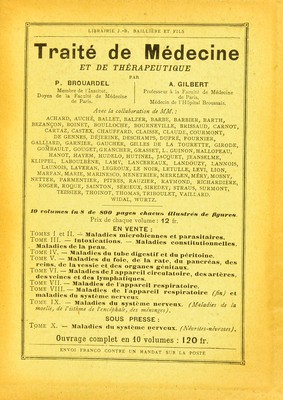 LIBRAIRIE J.-B. BAILLIÈRE ET FILS
Traité de Médecine
ET DE THÉRAPEUTIQUE
PAR
P. BROUARDEL
A. GILBERT
Membre de l'Institut,
Doyen de la Faculté de Médecine
de Paris.
Professeur à la Faculté de Médecine
de Paris,
Médecin de l'Hôpital Broussais.
Avec la collaboration de MM. :
ACHARD, AUCHÉ, BALLET, BALZER, BARBE, BARBIER, BARTH,
BEZANÇON, BOINET, BOULLOCHE, BOURNEVILLE, BRISSAUD, CARNOT,
CARTAZ, CASTEX, CHAUFFARD, CLAISSE, CLAUDE, COURMONT,
DE GENNES, DÉJERINE, DESCHAMPS, DUPRÉ, FOURNIER,
GALLIARD, GARNIER, GAUCHER, GILLES DE LA TOURETTE, GIRODE,
GOMBAULT, GOUGET, GRANCHER, GRASSET, L. GUINON, HALLOPEAU,
HANOT, HAYEM, HUDELO, HUTINEL, JACQUET, JEANSELME,
KLIPPEL, LABOULBÈNE, LAMY, LANCEREAUX, LANDOUZY, LANNOIS,
LAUNOIS, LAVERAN, LEGROUX, LE NOIR, LETULLE, LÉVI, LION,
MARFAN, MARIE, MARINESCO, MÉNÉTRIER, MERKLEN, MÉRY, MOSNY,
NETTER, PARMENTIER, PITRES, RAUZIER, RAYMOND, RICHARDIÈRE,
ROGER, ROQUE, SAINTON, SÉRIEUX, SIREDEY, STRAUS, SURMONT,
TEISSIER, THOINOT, THOMAS, TRIBOULET, VAILLARD,
WIDAL, WURTZ.
10 volumes in-8 de 800 pages chacun illustrés de figures.
Prix de chaque volume : 12 fr.
EN VENTE :
TOMES I et II. — Maladies microbiennes et parasitaires.
TOME III. — Intoxications. — Maladies constitutionnelles.
Maladies de la peau.
TOME IV. — Maladies du tube digestif et du péritoine.
TOME V. — Maladies du foie, de la rate, du pancréas, des
reins, de la vessie et des organes génitaux.
TOME VI. — Maladies de l'appareil circulatoire, des artères,
des veines et des lymphatiques.
TOME VII. — Maladies de l'appareil respiratoire.
TOME VIII. — Maladies de l'appareil respiratoire (fin) et
maladies du système nerveux
TOME IX. — Maladies du système nerveux. (Maladies de la
moelle, de l'isthme de l'encéphale, des méninges).
SOUS PRESSE :
TOME X. — Maladies du système nerveux. (Névrites-névroses).
Ouvrage complet en 10 volumes : 120 fr.
ENVOI FRANCO CONTRE UN MANDAT SUR LA POSTE